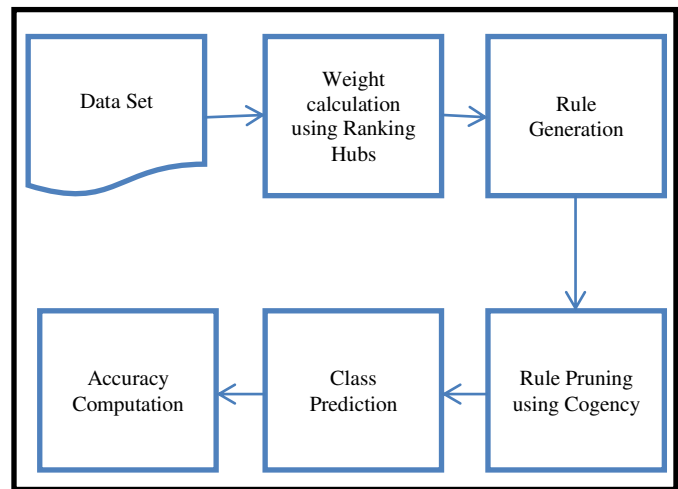 Data Set
Weight
calculation
using Ranking
Hubs
Rule
Generation
Accuracy
Computation
Class
Prediction
Rule Pruning
using Cogency